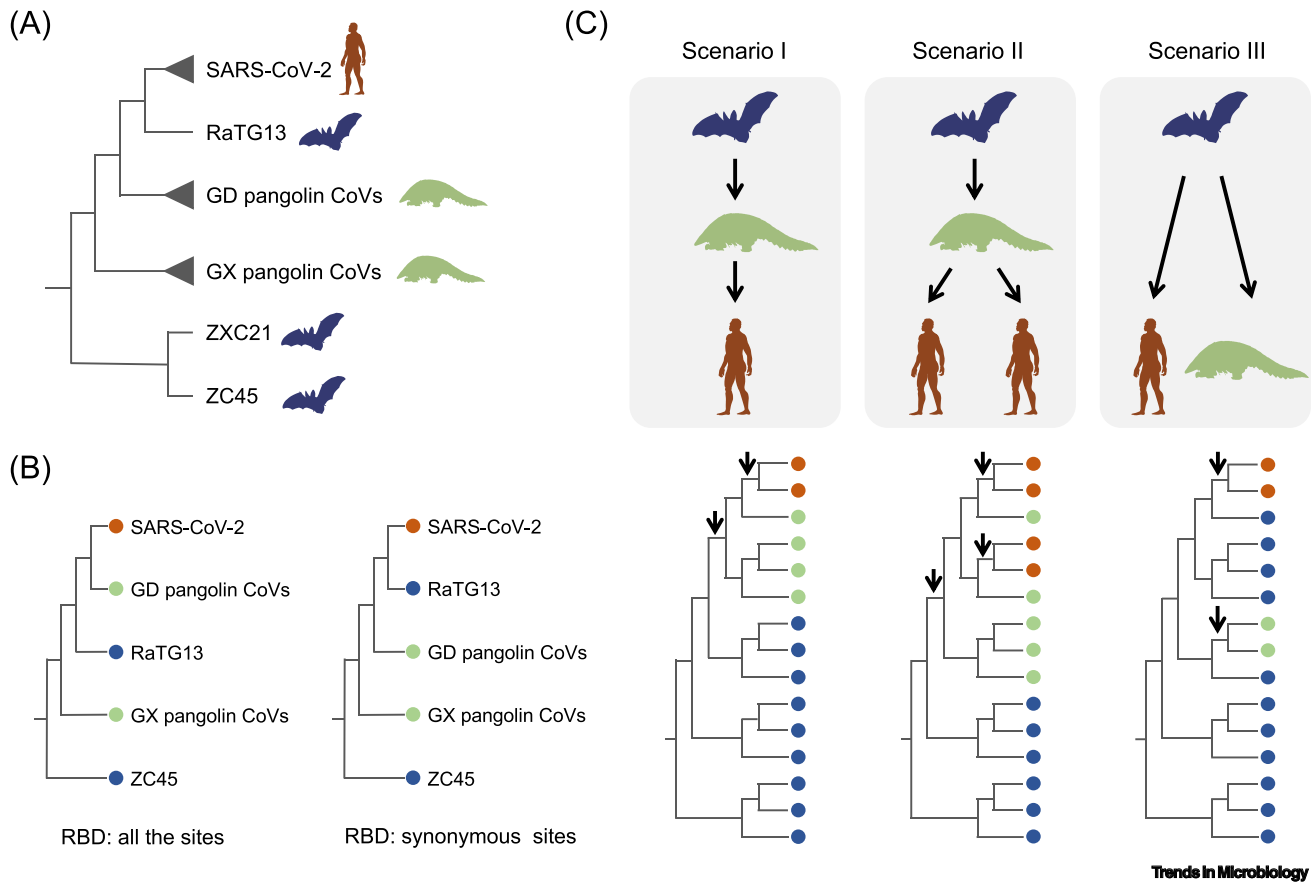 (A)
SARS-CoV-2
RaTG13
GD pangolin CoVs
GX pangolin CoVs
ZXC21
ZC45
(B)
SARS-CoV-2
GD pangolin CoVs
RaTG13
GX pangolin CoVs
ZC45
RBD: all the sites
SARS-CoV-2
RaTG13
GD pangolin CoVs
GX pangolin CoVs
ZC45
RBD: synonymous sites
(C)
Scenario I
Scenario II
Scenario III
Trends in Microbiology